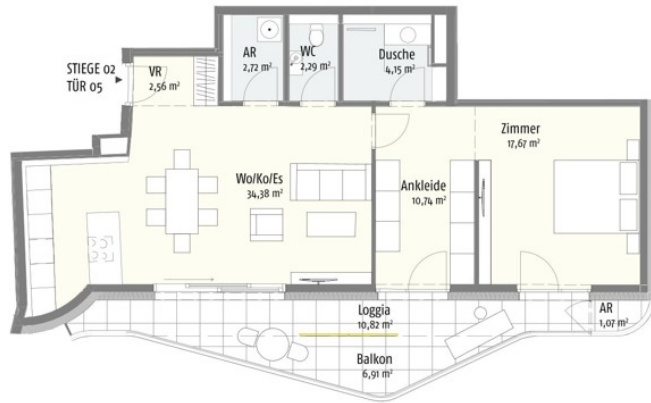 STIEGE 02
TÜR 05
VR
2,56 m²
AR
2,72 m²
WC
2,29 m²
Dusche
4,15 m²
Zimmer
17,67 m²
Wo/Ko/Es
34,38 m²
Ankleide
10,74 m²
Loggia
10,82 m²
AR
1,07 m²
Balkon
6,91 m²